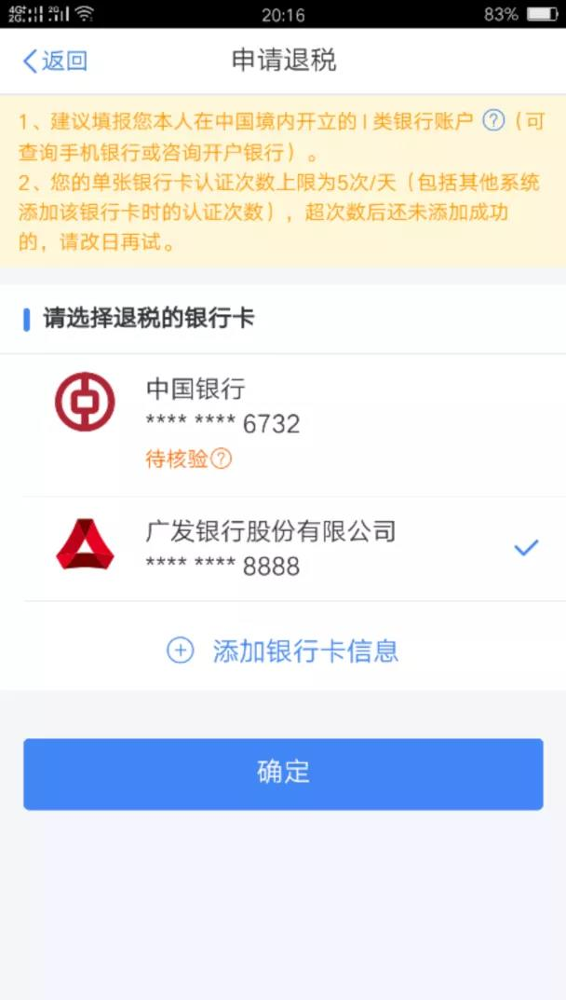 4G+ 2G 2G 20:16 83%
返回 申请退税
1、建议填报您本人在中国境内开立的 I 类银行账户 ? （可
查询手机银行或咨询开户银行）。
2、您的单张银行卡认证次数上限为5次/天（包括其他系统
添加该银行卡时的认证次数），超次数后还未添加成功
的，请改日再试。
请选择退税的银行卡
中国银行
**** **** 6732
待核验?
广发银行股份有限公司
**** **** 8888
添加银行卡信息
确定